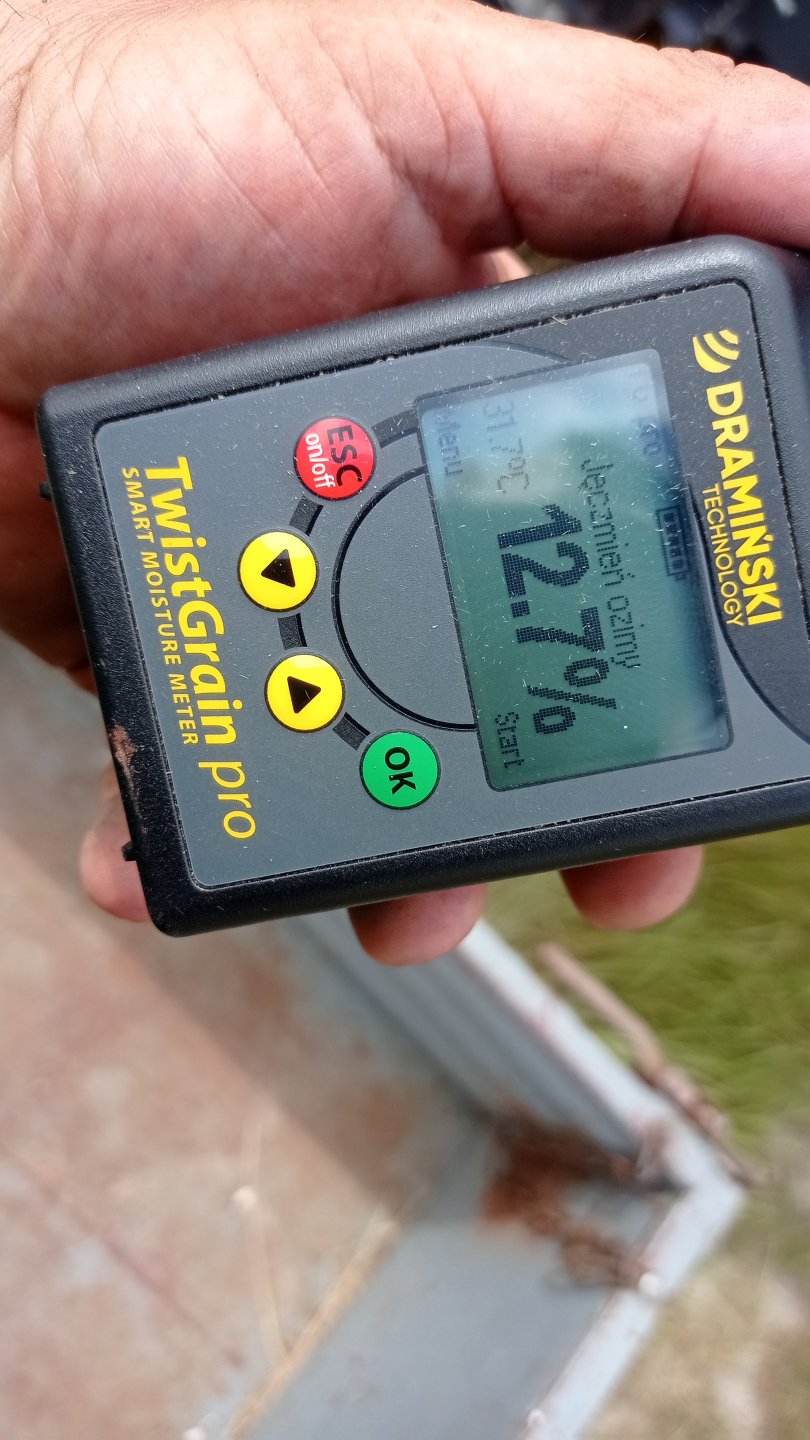 DRAMIŃSKI
TECHNOLOGY
jęczmień ozimy
12.7%
31.7°C
Menu
Start
ESC
on/off
OK
TwistGrain pro
SMART MOISTURE METER